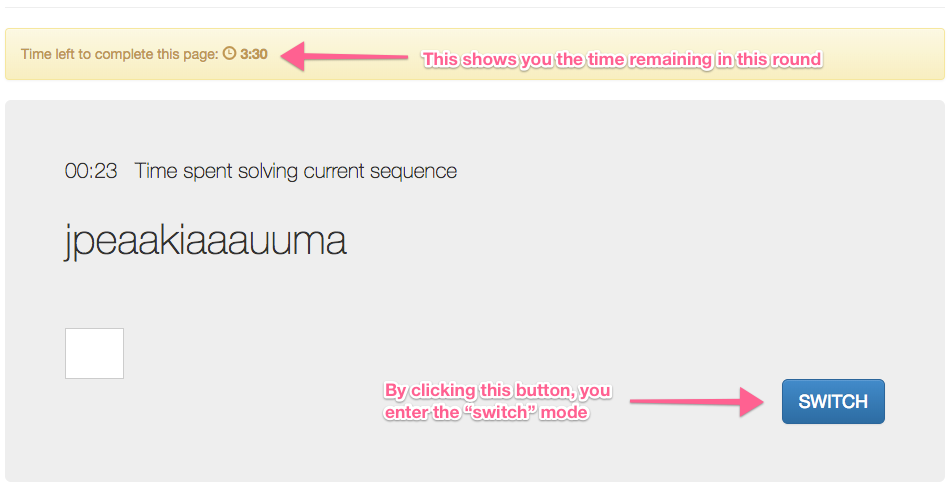 Time left to complete this page: 3:30
This shows you the time remaining in this round
00:23 Time spent solving current sequence
jpeaakiaaauuma
By clicking this button, you
enter the “switch” mode
SWITCH